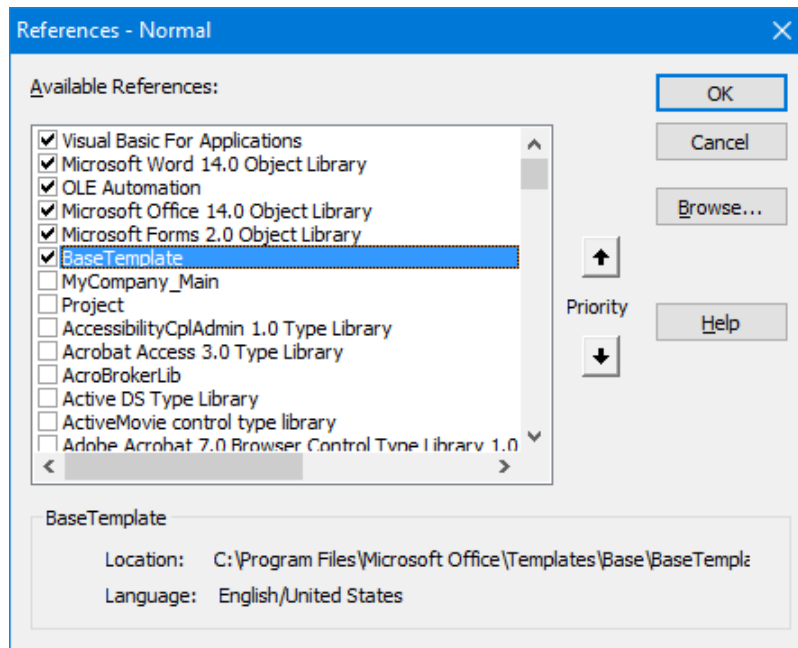 References - Normal
Available References:
Visual Basic For Applications
Microsoft Word 14.0 Object Library
OLE Automation
Microsoft Office 14.0 Object Library
Microsoft Forms 2.0 Object Library
BaseTemplate
MyCompany_Main
Project
AccessibilityCplAdmin 1.0 Type Library
Acrobat Access 3.0 Type Library
AcroBrokerLib
Active DS Type Library
ActiveMovie control type library
Adobe Acrobat 7.0 Browser Control Type Library 1.0
Priority
OK
Cancel
Browse...
Help
BaseTemplate
Location: C:\Program Files\Microsoft Office\Templates\Base\BaseTempla
Language: English/United States